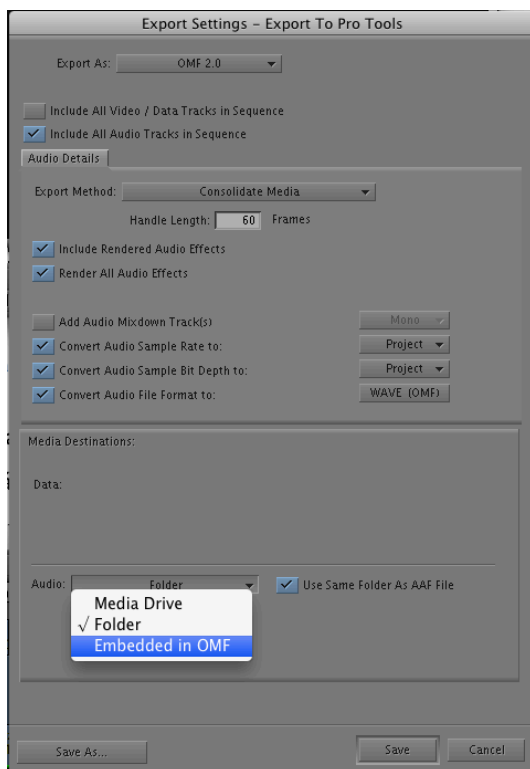 Export Settings – Export To Pro Tools
Export As: OMF 2.0
Include All Video / Data Tracks in Sequence
Include All Audio Tracks in Sequence
Audio Details
Export Method: Consolidate Media
Handle Length: 60 Frames
Include Rendered Audio Effects
Render All Audio Effects
Add Audio Mixdown Track(s) Mono
Convert Audio Sample Rate to: Project
Convert Audio Sample Bit Depth to: Project
Convert Audio File Format to: WAVE (OMF)
Media Destinations:
Data:
Audio: Folder Use Same Folder As AAF File
Media Drive
√ Folder
Embedded in OMF
Save As... Save Cancel